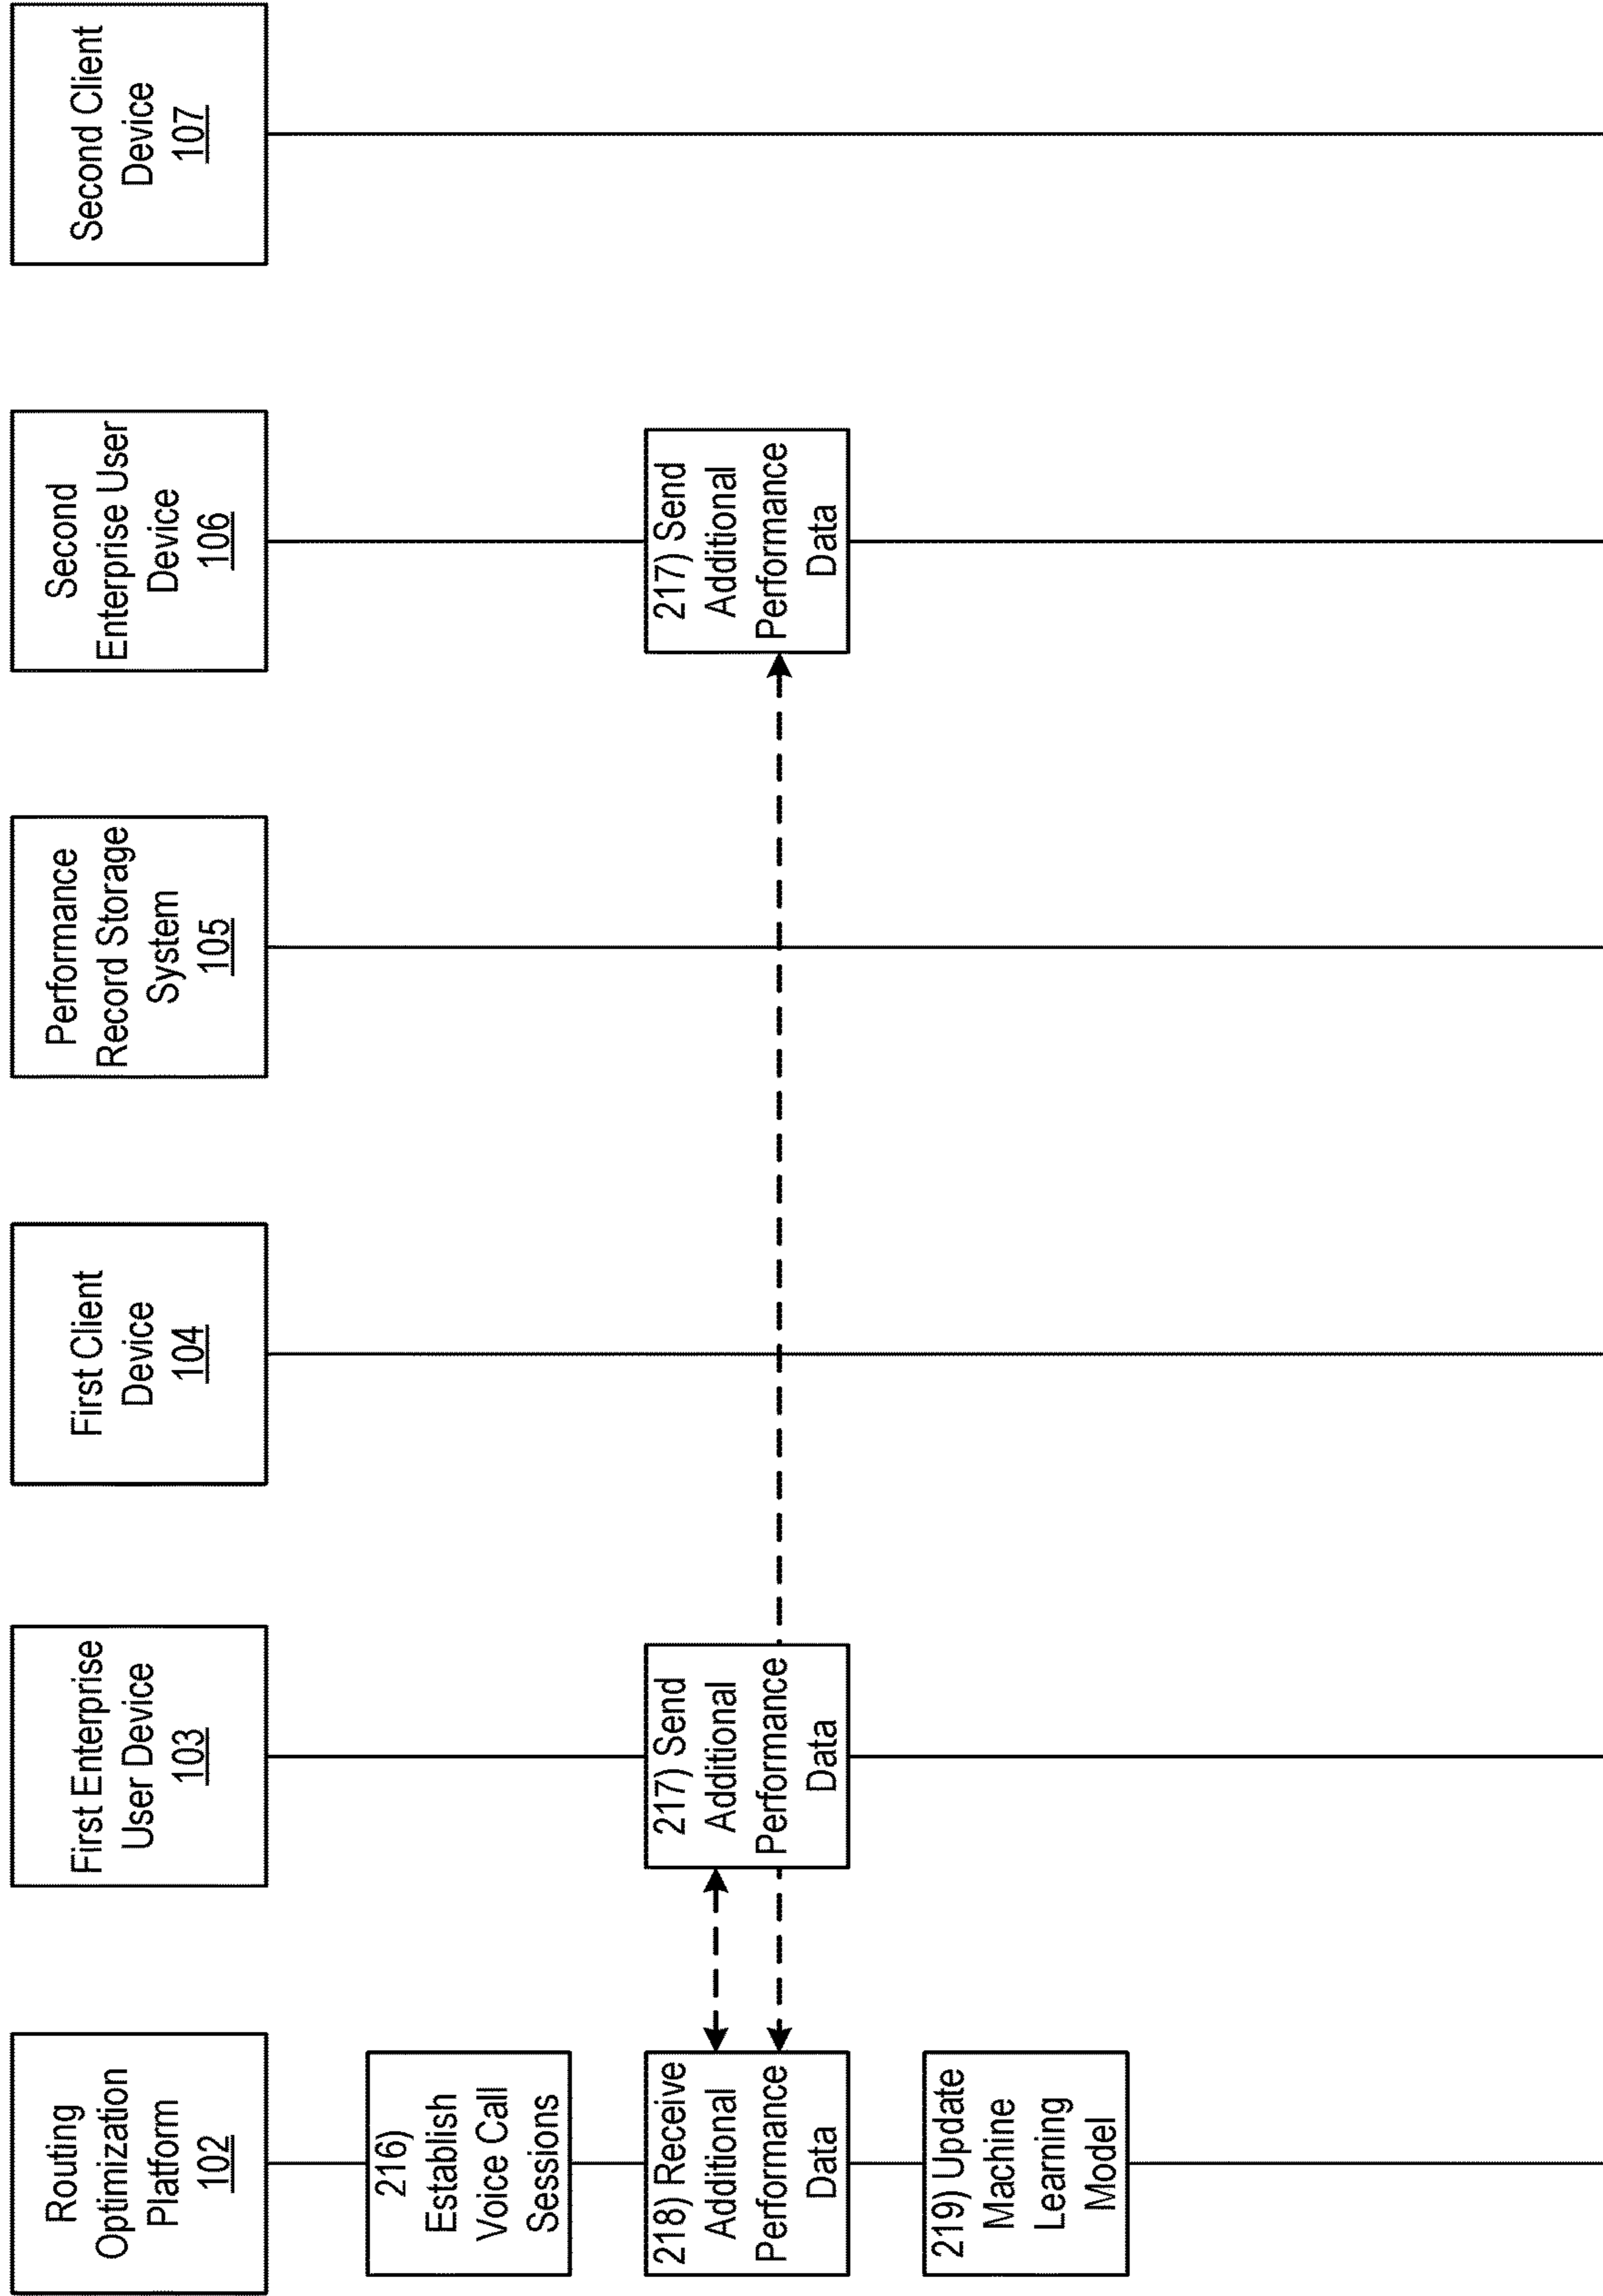 Routing
Optimization
Platform
102
First Enterprise
User Device
103
First Client
Device
104
Performance
Record Storage
System
105
Second
Enterprise User
Device
106
Second Client
Device
107
216)
Establish
Voice Call
Sessions
218) Receive
Additional
Performance
Data
217) Send
Additional
Performance
Data
217) Send
Additional
Performance
Data
219) Update
Machine
Learning
Model